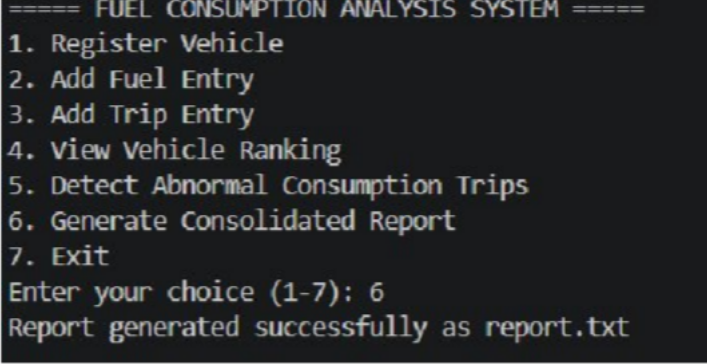 ===== FUEL CONSUMPTION ANALYSIS SYSTEM =====
1. Register Vehicle
2. Add Fuel Entry
3. Add Trip Entry
4. View Vehicle Ranking
5. Detect Abnormal Consumption Trips
6. Generate Consolidated Report
7. Exit
Enter your choice (1-7): 6
Report generated successfully as report.txt